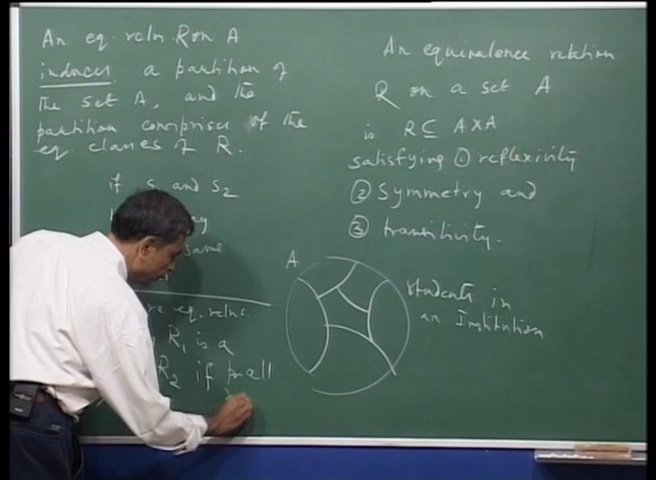 An eq. reln. R on A
induces a partition of
the set A, and the
partition comprises of the
eq classes of R.
if s, and s2
same
re eq. relns.
R1 is a
R2 if for all
An equivalence relation
R on a set A
is R ⊆ A X A
satisfying ① reflexivity
② Symmetry and
③ transitivity.
A
students in
an Institution